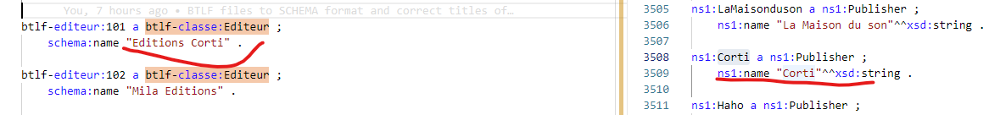 You, 7 hours ago • BTLF files to SCHEMA format and correct titles of…
btlf-editeur:101 a btlf-classe:Editeur ;
schema:name "Editions Corti" .
btlf-editeur:102 a btlf-classe:Editeur ;
schema:name "Mila Editions" .
3505 ns1:LaMaisonduson a ns1:Publisher ;
3506 ns1:name "La Maison du son"^^xsd:string .
3507
3508 ns1:Corti a ns1:Publisher ;
3509 ns1:name "Corti"^^xsd:string .
3510
3511 ns1:Haho a ns1:Publisher ;